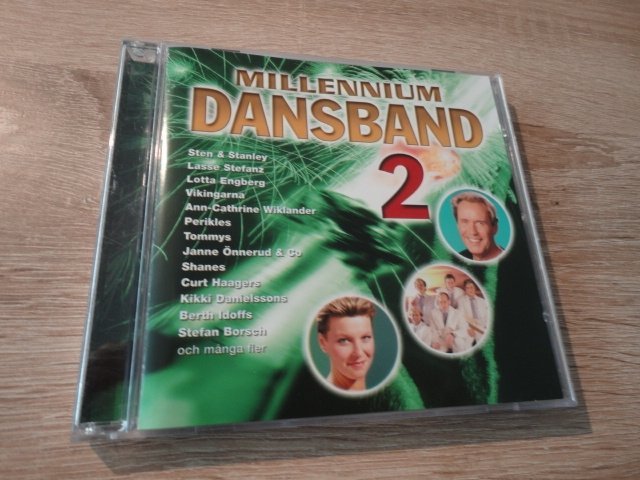 MILLENNIUM
DANSBAND
2
Sten & Stanley
Lasse Stefanz
Lotta Engberg
Vikingarna
Ann-Cathrine Wiklander
Perikles
Tommys
Janne Önnerud & Co
Shanes
Curt Haagers
Kikki Danielssons
Berth Idoffs
Stefan Borsch
och många fler